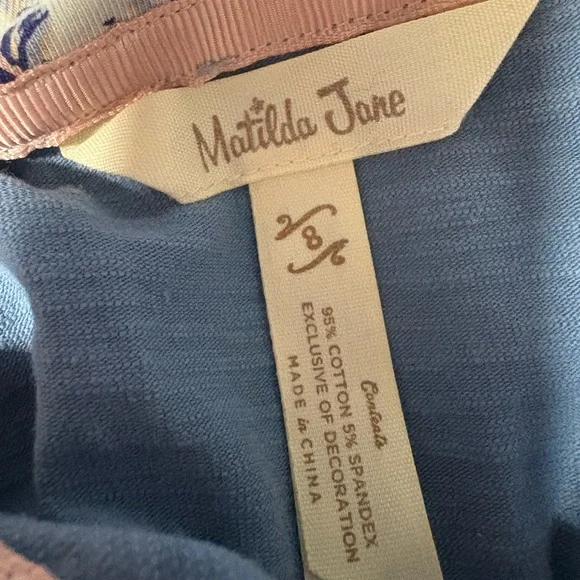 Matilda Jane
8
Contents
95% COTTON 5% SPANDEX
EXCLUSIVE OF DECORATION
MADE in CHINA